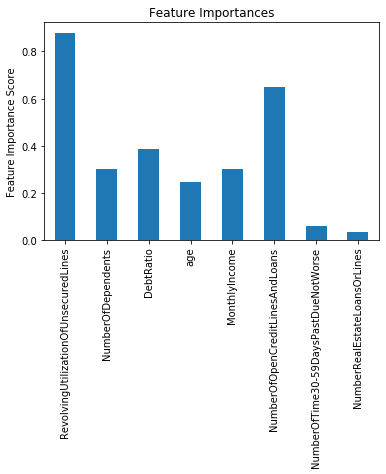 Feature Importances
Feature Importance Score
0.8
0.6
0.4
0.2
0.0
RevolvingUtilizationOfUnsecuredLines
NumberOfDependents
DebtRatio
age
MonthlyIncome
NumberOfOpenCreditLinesAndLoans
NumberOfTime30-59DaysPastDueNotWorse
NumberRealEstateLoansOrLines